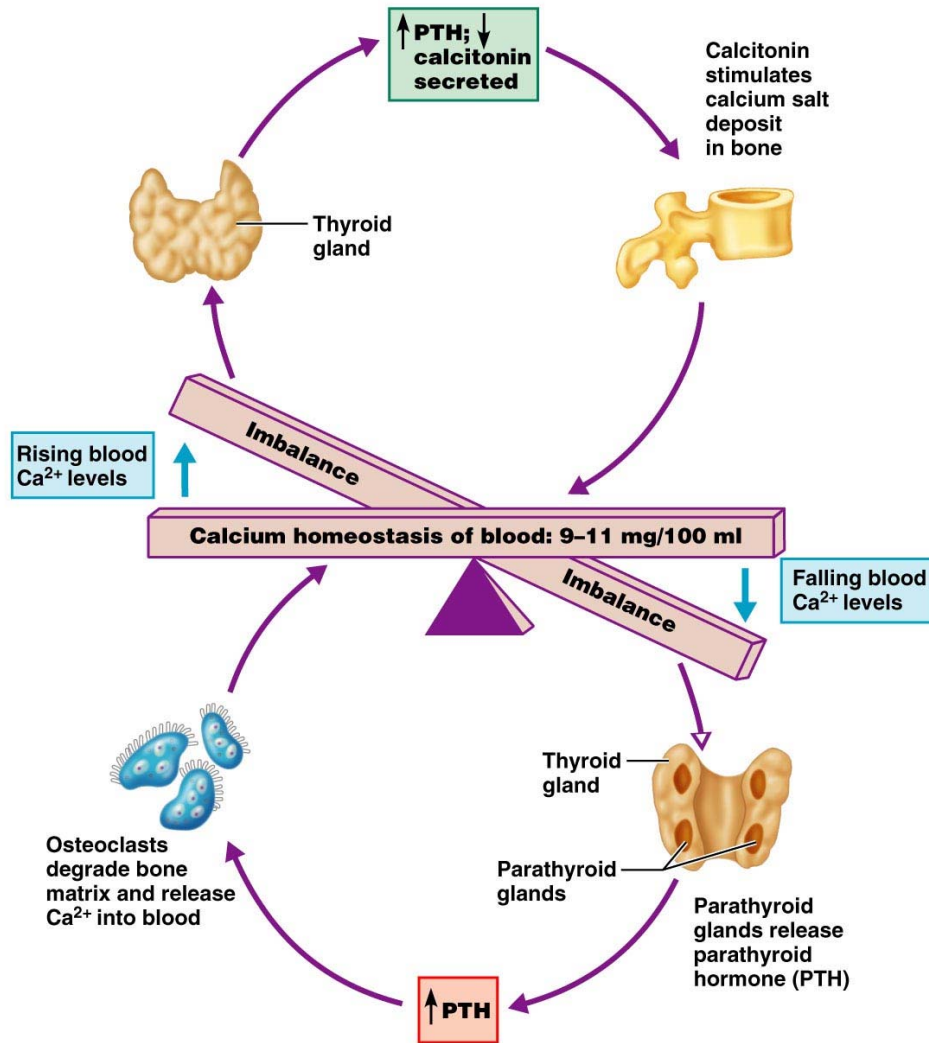 ↑PTH; ↓
calcitonin
secreted
Calcitonin
stimulates
calcium salt
deposit
in bone
Thyroid
gland
Imbalance
Rising blood
Ca²⁺ levels
Calcium homeostasis of blood: 9–11 mg/100 ml
Imbalance
Falling blood
Ca²⁺ levels
Thyroid
gland
Parathyroid
glands
Osteoclasts
degrade bone
matrix and release
Ca²⁺ into blood
Parathyroid
glands release
parathyroid
hormone (PTH)
↑PTH